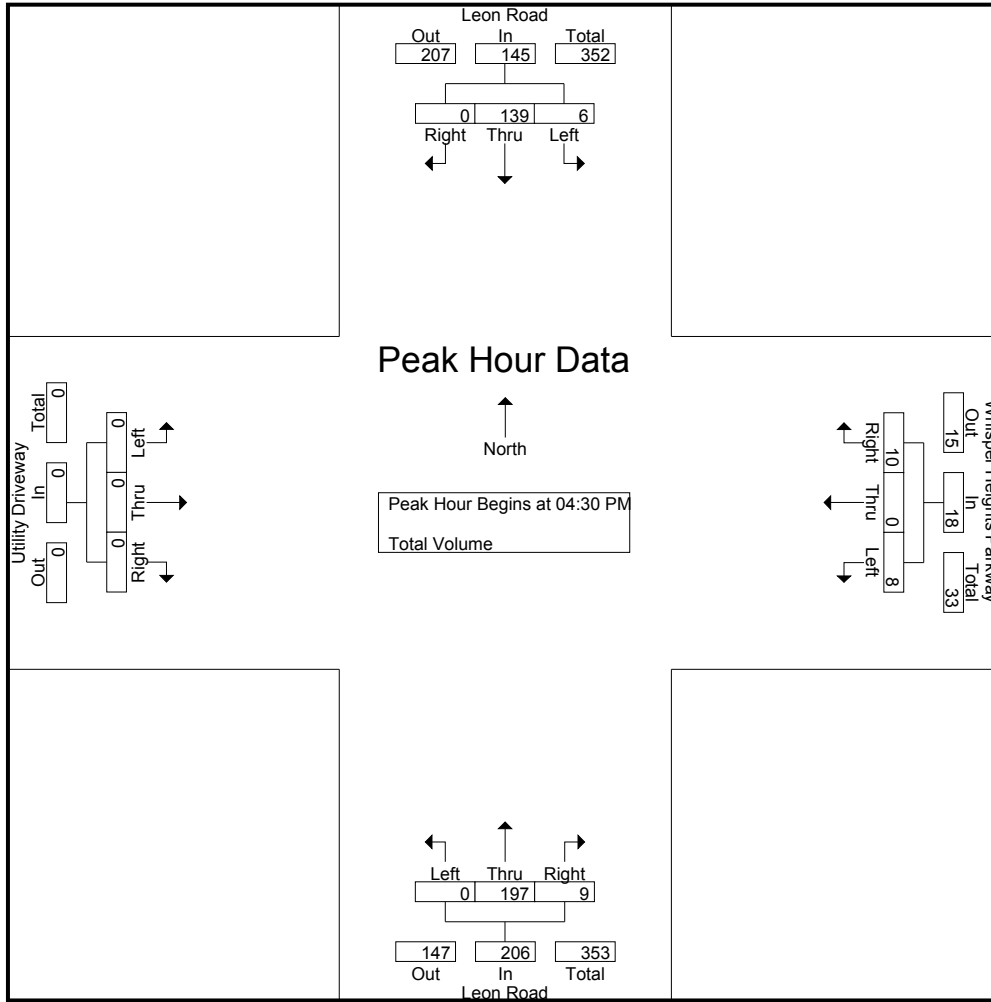 Leon Road
Out In Total
207 145 352
0 139 6
Right Thru Left
Peak Hour Data
North
Peak Hour Begins at 04:30 PM
Total Volume
Utility Driveway
Total In Out
0 0 0
0 0 0
Left Thru Right
Whisper Heights Parkway
Out In Total
15 18 33
10 0 8
Right Thru Left
Left Thru Right
0 197 9
147 206 353
Out In Total
Leon Road